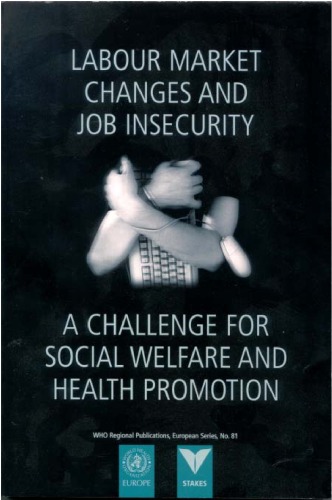 LABOUR MARKET
CHANGES AND
JOB INSECURITY
A CHALLENGE FOR
SOCIAL WELFARE AND
HEALTH PROMOTION
WHO Regional Publications, European Series, No. 81
EUROPE
STAKES